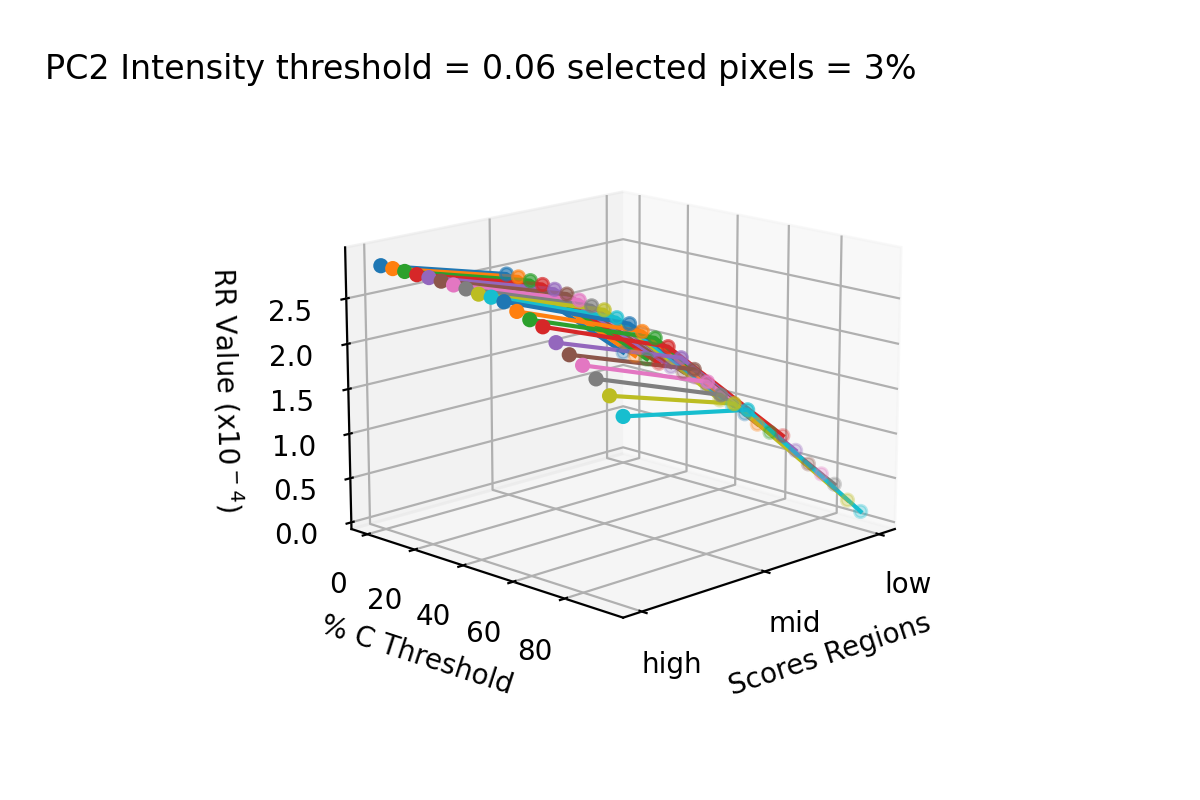 PC2 Intensity threshold = 0.06 selected pixels = 3%
RR Value (x10⁻⁴)
2.5
2.0
1.5
1.0
0.5
0.0
0
20
40
60
80
% C Threshold
high
mid
low
Scores Regions